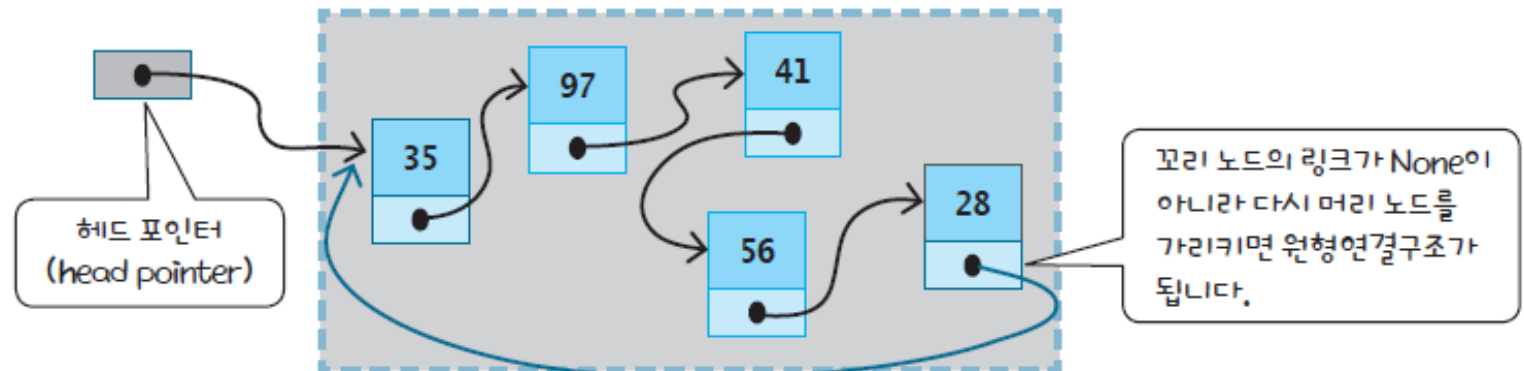 97
41
35
헤드 포인터
(head pointer)
56
28
꼬리 노드의 링크가 None이
아니라 다시 머리 노드를
가리키면 원형연결구조가
됩니다.